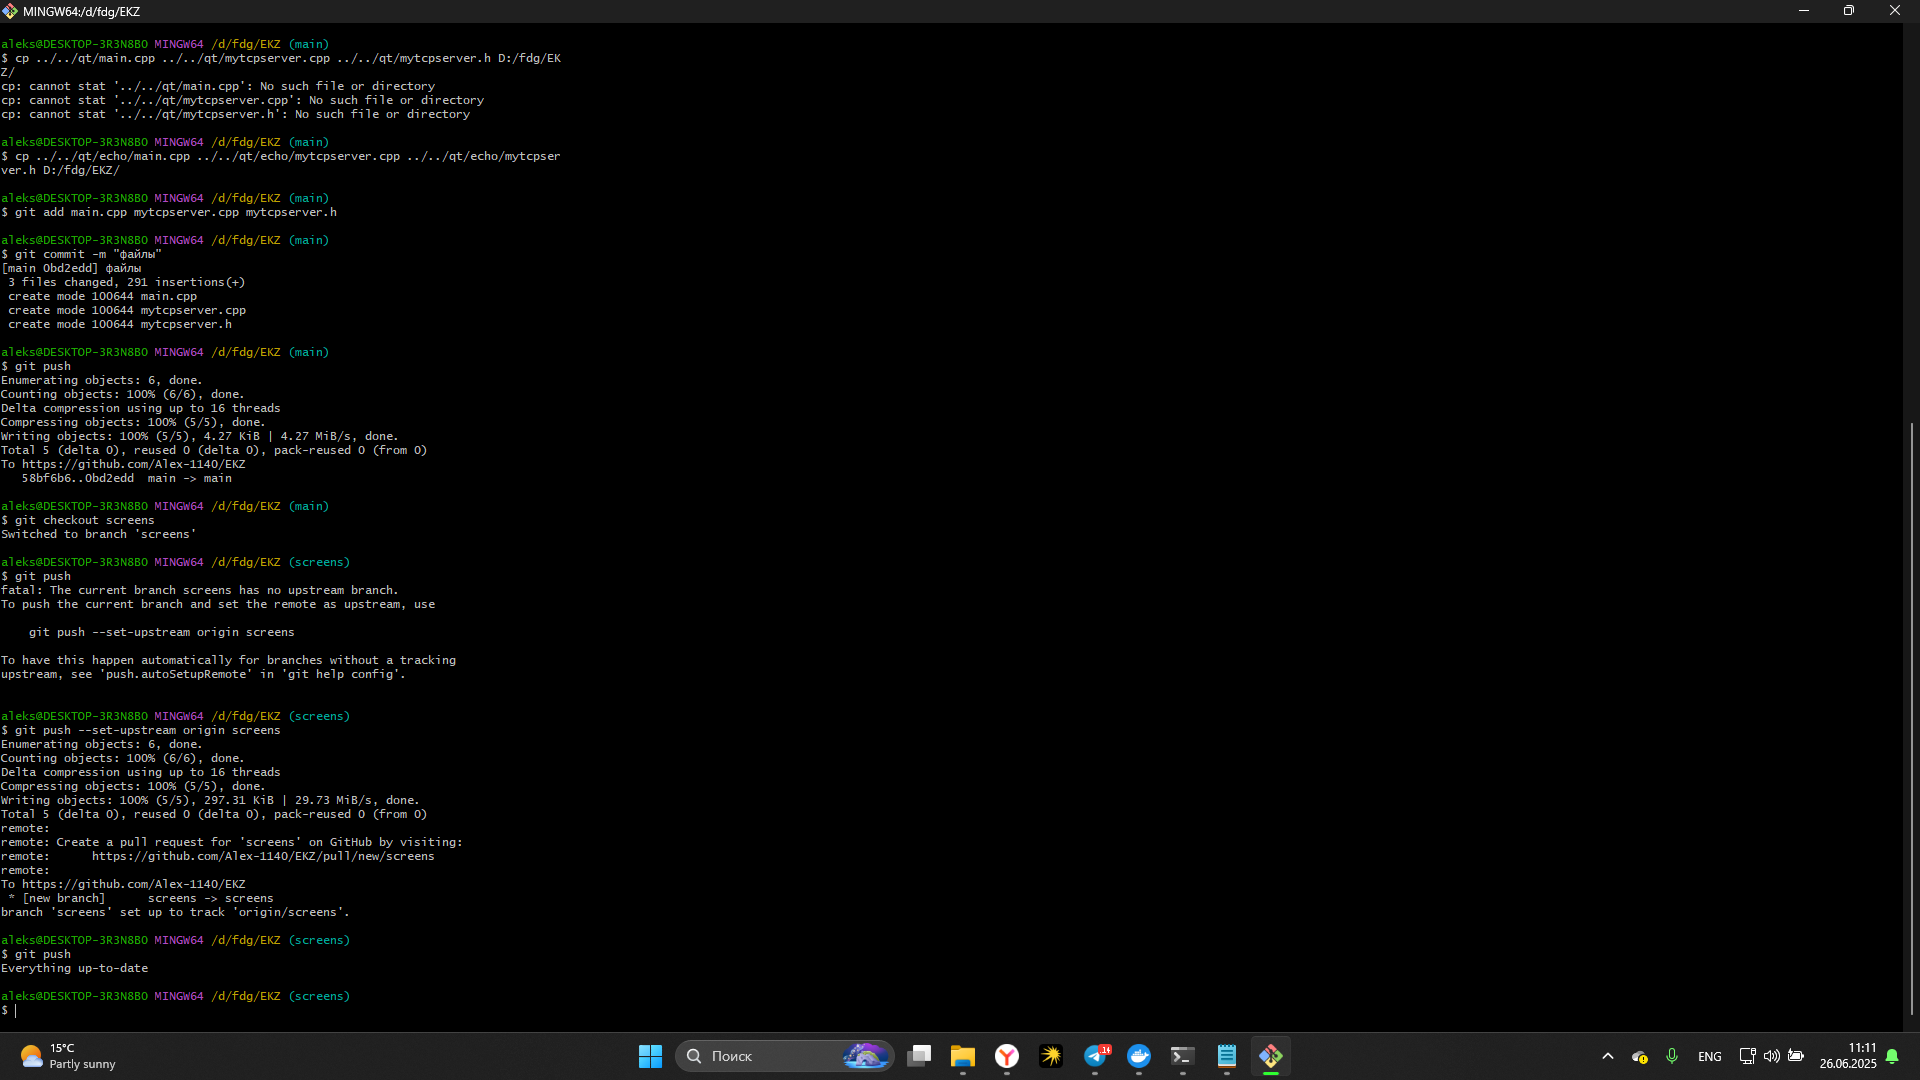 MINGW64:/d/fdg/EKZ
aleks@DESKTOP-3R3N8BO MINGW64 /d/fdg/EKZ (main)
$ cp ../../qt/main.cpp ../../qt/mytcpserver.cpp ../../qt/mytcpserver.h D:/fdg/EK
Z/
cp: cannot stat '../../qt/main.cpp': No such file or directory
cp: cannot stat '../../qt/mytcpserver.cpp': No such file or directory
cp: cannot stat '../../qt/mytcpserver.h': No such file or directory
aleks@DESKTOP-3R3N8BO MINGW64 /d/fdg/EKZ (main)
$ cp ../../qt/echo/main.cpp ../../qt/echo/mytcpserver.cpp ../../qt/echo/mytcpser
ver.h D:/fdg/EKZ/
aleks@DESKTOP-3R3N8BO MINGW64 /d/fdg/EKZ (main)
$ git add main.cpp mytcpserver.cpp mytcpserver.h
aleks@DESKTOP-3R3N8BO MINGW64 /d/fdg/EKZ (main)
$ git commit -m "файлы"
[main 0bd2edd] файлы
 3 files changed, 291 insertions(+)
 create mode 100644 main.cpp
 create mode 100644 mytcpserver.cpp
 create mode 100644 mytcpserver.h
aleks@DESKTOP-3R3N8BO MINGW64 /d/fdg/EKZ (main)
$ git push
Enumerating objects: 6, done.
Counting objects: 100% (6/6), done.
Delta compression using up to 16 threads
Compressing objects: 100% (5/5), done.
Writing objects: 100% (5/5), 4.27 KiB | 4.27 MiB/s, done.
Total 5 (delta 0), reused 0 (delta 0), pack-reused 0 (from 0)
To https://github.com/Alex-1140/EKZ
   58bf6b6..0bd2edd  main -> main
aleks@DESKTOP-3R3N8BO MINGW64 /d/fdg/EKZ (main)
$ git checkout screens
Switched to branch 'screens'
aleks@DESKTOP-3R3N8BO MINGW64 /d/fdg/EKZ (screens)
$ git push
fatal: The current branch screens has no upstream branch.
To push the current branch and set the remote as upstream, use
    git push --set-upstream origin screens
To have this happen automatically for branches without a tracking
upstream, see 'push.autoSetupRemote' in 'git help config'.
aleks@DESKTOP-3R3N8BO MINGW64 /d/fdg/EKZ (screens)
$ git push --set-upstream origin screens
Enumerating objects: 6, done.
Counting objects: 100% (6/6), done.
Delta compression using up to 16 threads
Compressing objects: 100% (5/5), done.
Writing objects: 100% (5/5), 297.31 KiB | 29.73 MiB/s, done.
Total 5 (delta 0), reused 0 (delta 0), pack-reused 0 (from 0)
remote:
remote: Create a pull request for 'screens' on GitHub by visiting:
remote:      https://github.com/Alex-1140/EKZ/pull/new/screens
remote:
To https://github.com/Alex-1140/EKZ
 * [new branch]      screens -> screens
branch 'screens' set up to track 'origin/screens'.
aleks@DESKTOP-3R3N8BO MINGW64 /d/fdg/EKZ (screens)
$ git push
Everything up-to-date
aleks@DESKTOP-3R3N8BO MINGW64 /d/fdg/EKZ (screens)
$
15°C
Partly sunny
Поиск
ENG
11:11
26.06.2025